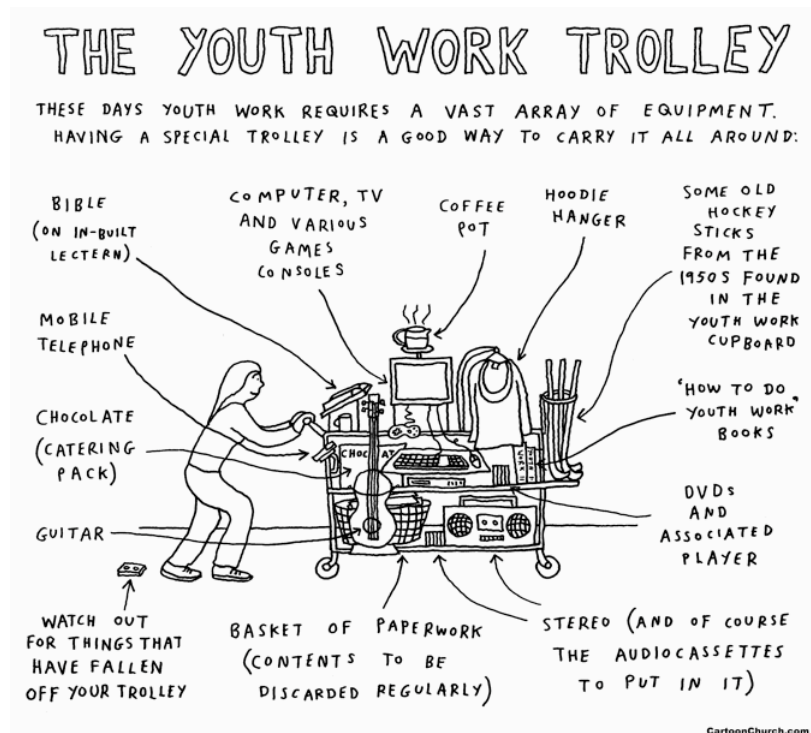 THE YOUTH WORK TROLLEY
THESE DAYS YOUTH WORK REQUIRES A VAST ARRAY OF EQUIPMENT.
HAVING A SPECIAL TROLLEY IS A GOOD WAY TO CARRY IT ALL AROUND:
BIBLE
(ON IN-BUILT
LECTERN)
COMPUTER, TV
AND VARIOUS
GAMES
CONSOLES
COFFEE
POT
HOODIE
HANGER
SOME OLD
HOCKEY
STICKS
FROM THE
1950S FOUND
IN THE
YOUTH WORK
CUPBOARD
MOBILE
TELEPHONE
CHOCOLATE
(CATERING
PACK)
'HOW TO DO
YOUTH WORK'
BOOKS
CHOC AT
GUITAR
DVDS
AND
ASSOCIATED
PLAYER
WATCH OUT
FOR THINGS THAT
HAVE FALLEN
OFF YOUR TROLLEY
BASKET OF PAPERWORK
(CONTENTS TO BE
DISCARDED REGULARLY)
STEREO (AND OF COURSE
THE AUDIOCASSETTES
TO PUT IN IT)
CartoonChurch.com